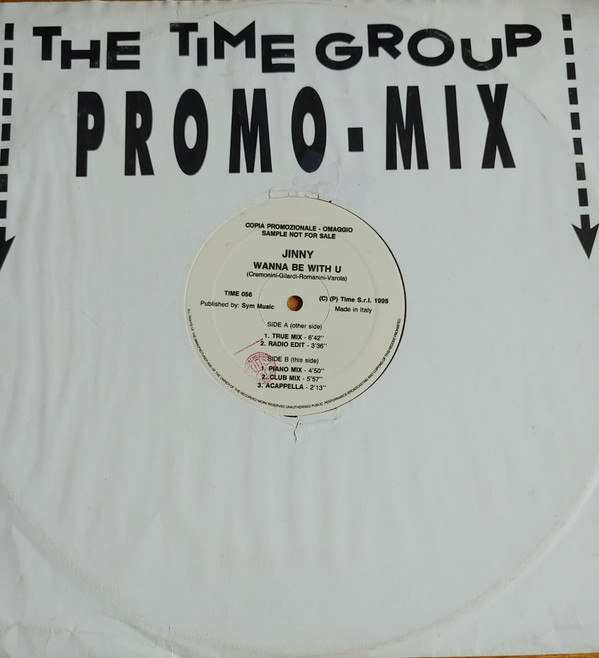 THE TIME GROUP
PROMO-MIX
COPIA PROMOZIONALE - OMAGGIO
SAMPLE NOT FOR SALE
JINNY
WANNA BE WITH U
(Cremonini-Gilardi-Romanini-Varola)
TIME 056
(C) (P) Time S.r.l. 1995
Published by: Sym Music
Made in Italy
SIDE A (other side)
1. TRUE MIX - 6'42"
2. RADIO EDIT - 3'36"
SIDE B (this side)
1. PIANO MIX - 4'50"
2. CLUB MIX - 5'57"
3. ACAPPELLA - 2'13"